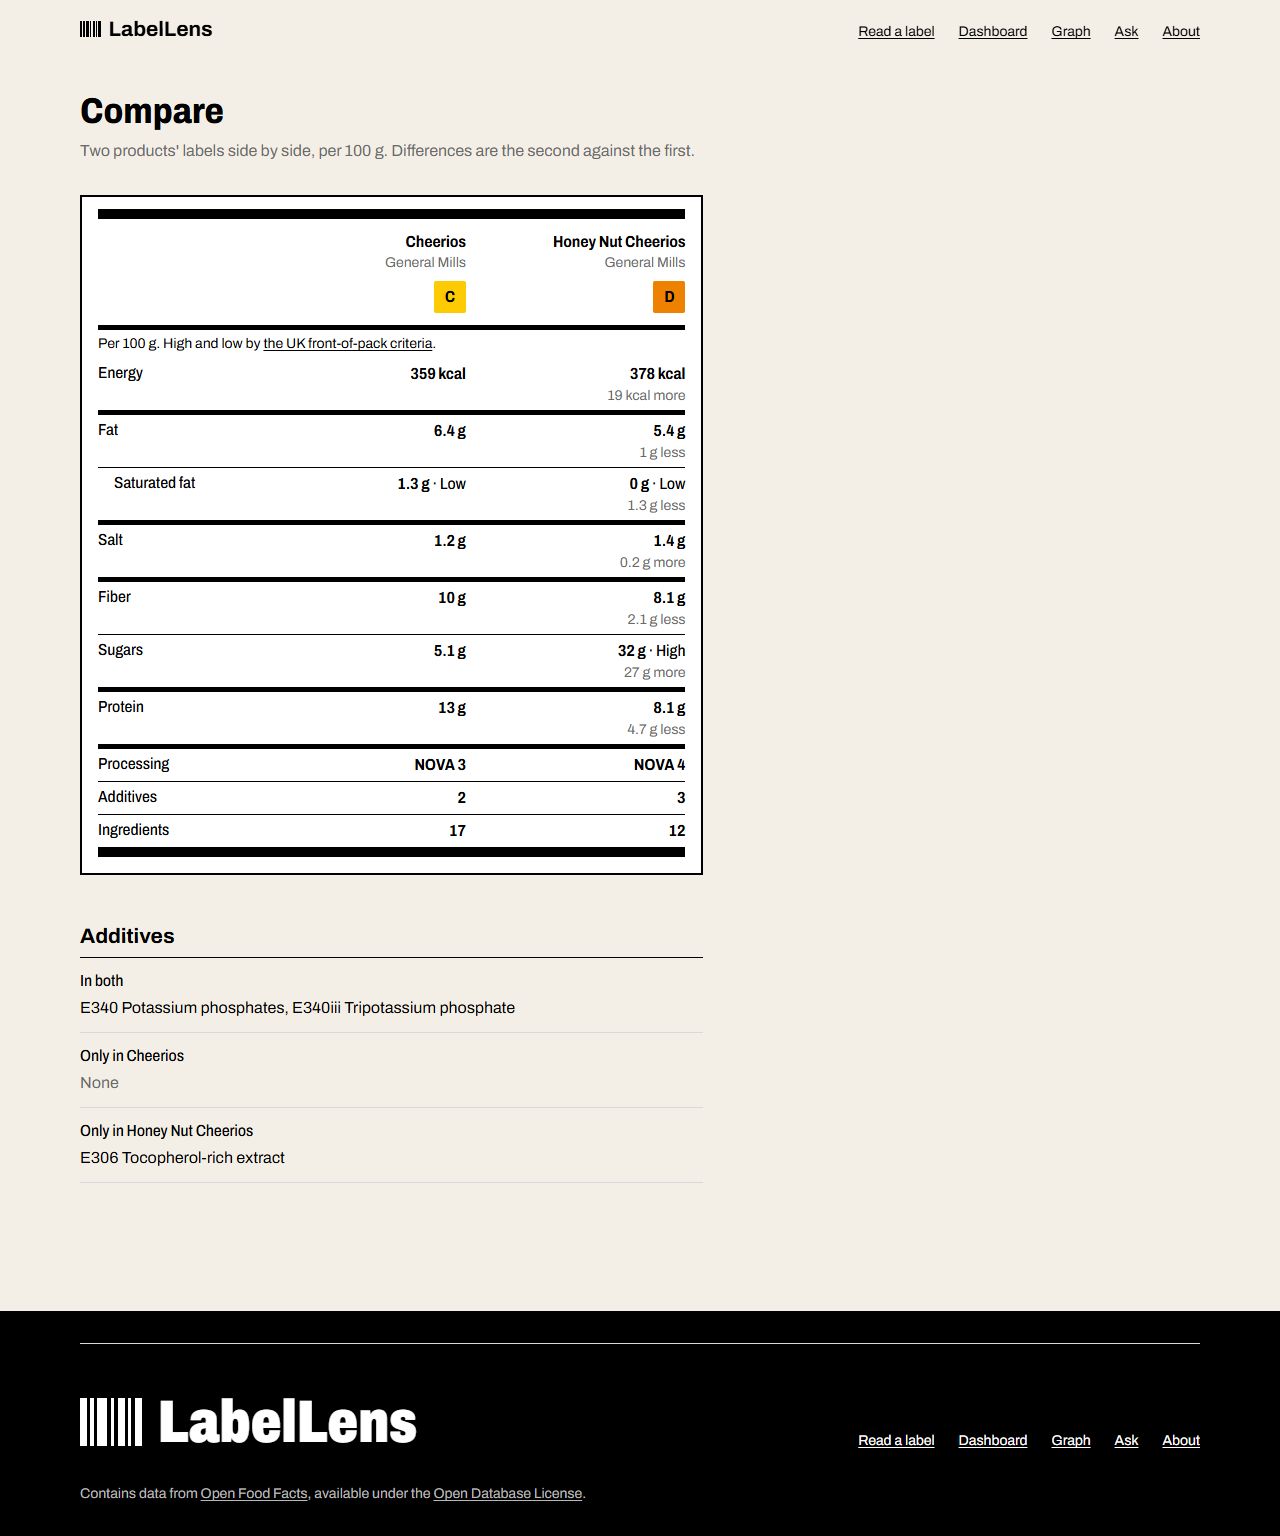 LabelLens
Read a label Dashboard Graph Ask About
Compare
Two products' labels side by side, per 100 g. Differences are the second against the first.
Cheerios Honey Nut Cheerios
General Mills General Mills
C D
Per 100 g. High and low by the UK front-of-pack criteria.
Energy 359 kcal 378 kcal
19 kcal more
Fat 6.4 g 5.4 g
1 g less
Saturated fat 1.3 g · Low 0 g · Low
1.3 g less
Salt 1.2 g 1.4 g
0.2 g more
Fiber 10 g 8.1 g
2.1 g less
Sugars 5.1 g 32 g · High
27 g more
Protein 13 g 8.1 g
4.7 g less
Processing NOVA 3 NOVA 4
Additives 2 3
Ingredients 17 12
Additives
In both
E340 Potassium phosphates, E340iii Tripotassium phosphate
Only in Cheerios
None
Only in Honey Nut Cheerios
E306 Tocopherol-rich extract
LabelLens
Read a label Dashboard Graph Ask About
Contains data from Open Food Facts, available under the Open Database License.